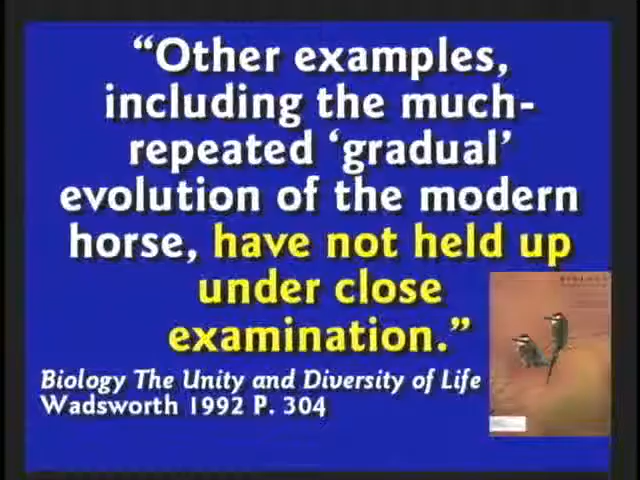 “Other examples,
including the much-
repeated ‘gradual’
evolution of the modern
horse, have not held up
under close
examination.”
Biology The Unity and Diversity of Life
Wadsworth 1992 P. 304